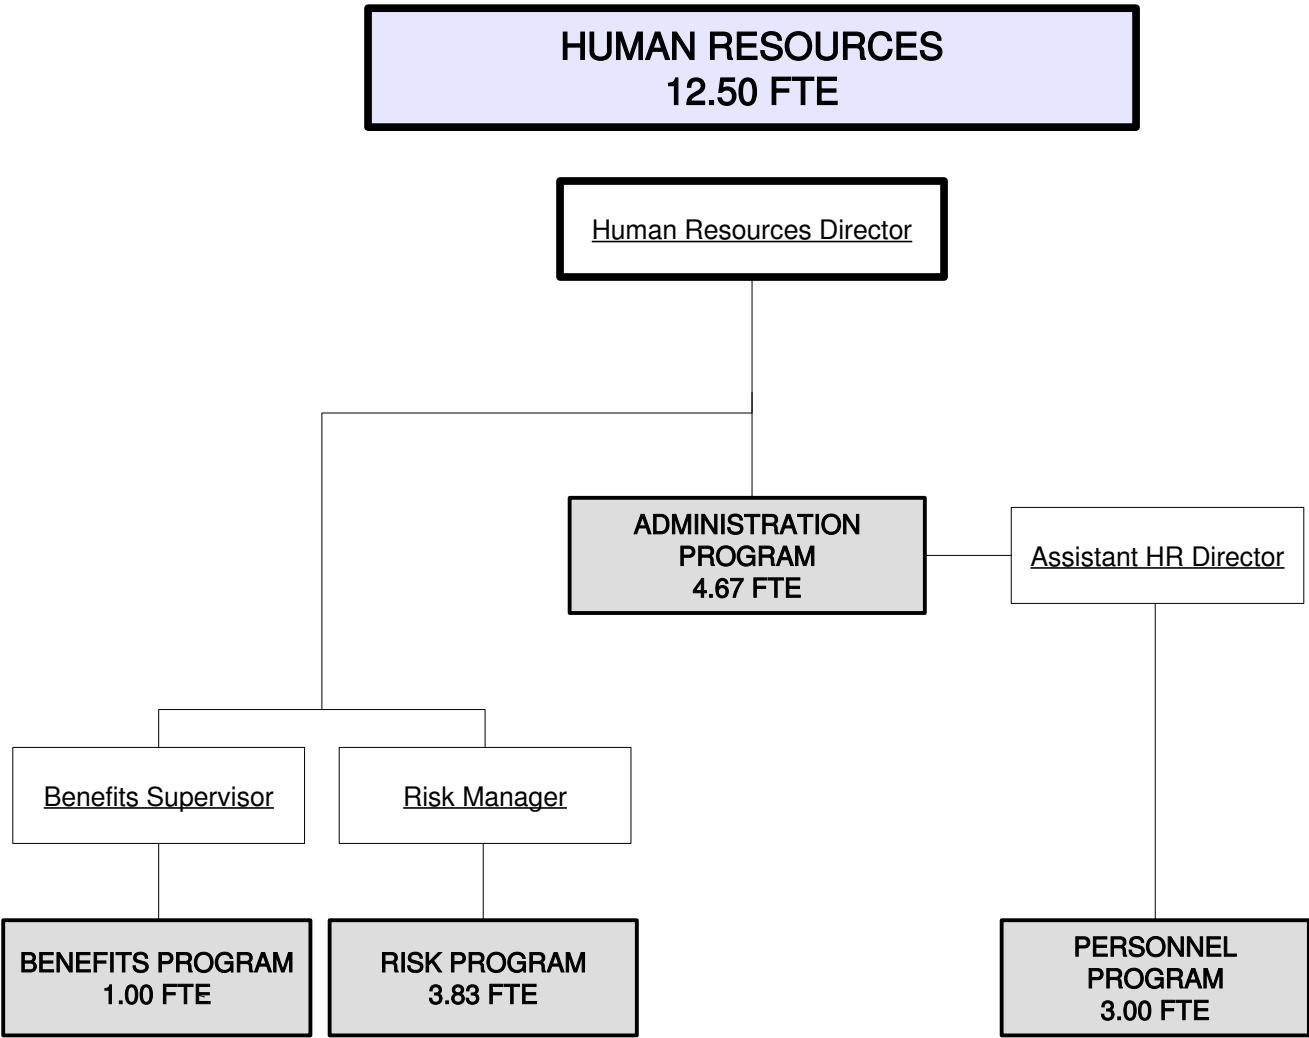 HUMAN RESOURCES
12.50 FTE
Human Resources Director
ADMINISTRATION
PROGRAM
4.67 FTE
Assistant HR Director
Benefits Supervisor
Risk Manager
BENEFITS PROGRAM
1.00 FTE
RISK PROGRAM
3.83 FTE
PERSONNEL
PROGRAM
3.00 FTE